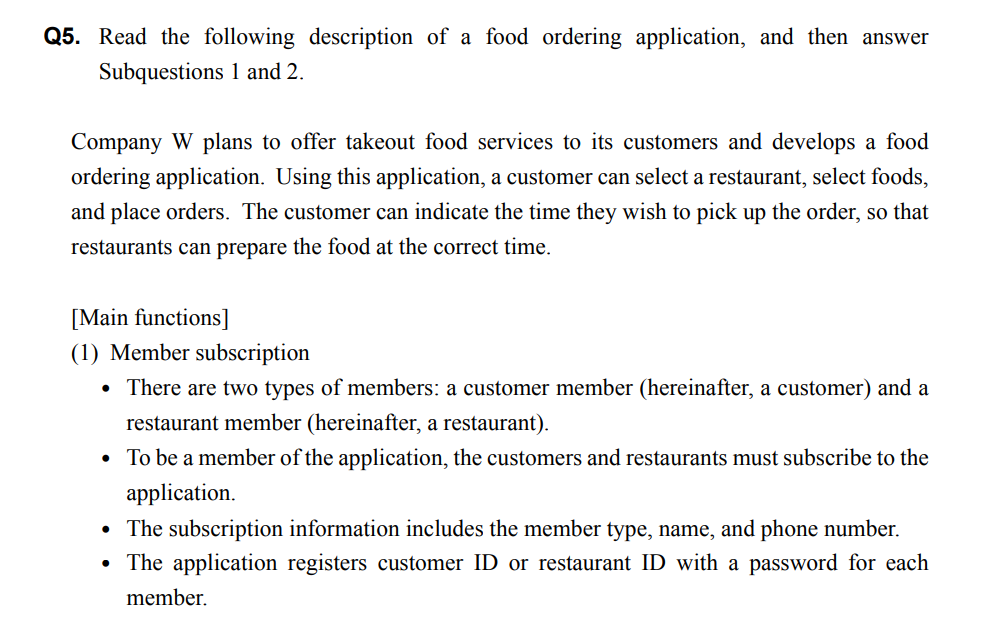 Q5. Read the following description of a food ordering application, and then answer
Subquestions 1 and 2.
Company W plans to offer takeout food services to its customers and develops a food
ordering application. Using this application, a customer can select a restaurant, select foods,
and place orders. The customer can indicate the time they wish to pick up the order, so that
restaurants can prepare the food at the correct time.
[Main functions]
(1) Member subscription
• There are two types of members: a customer member (hereinafter, a customer) and a
restaurant member (hereinafter, a restaurant).
• To be a member of the application, the customers and restaurants must subscribe to the
application.
• The subscription information includes the member type, name, and phone number.
• The application registers customer ID or restaurant ID with a password for each
member.